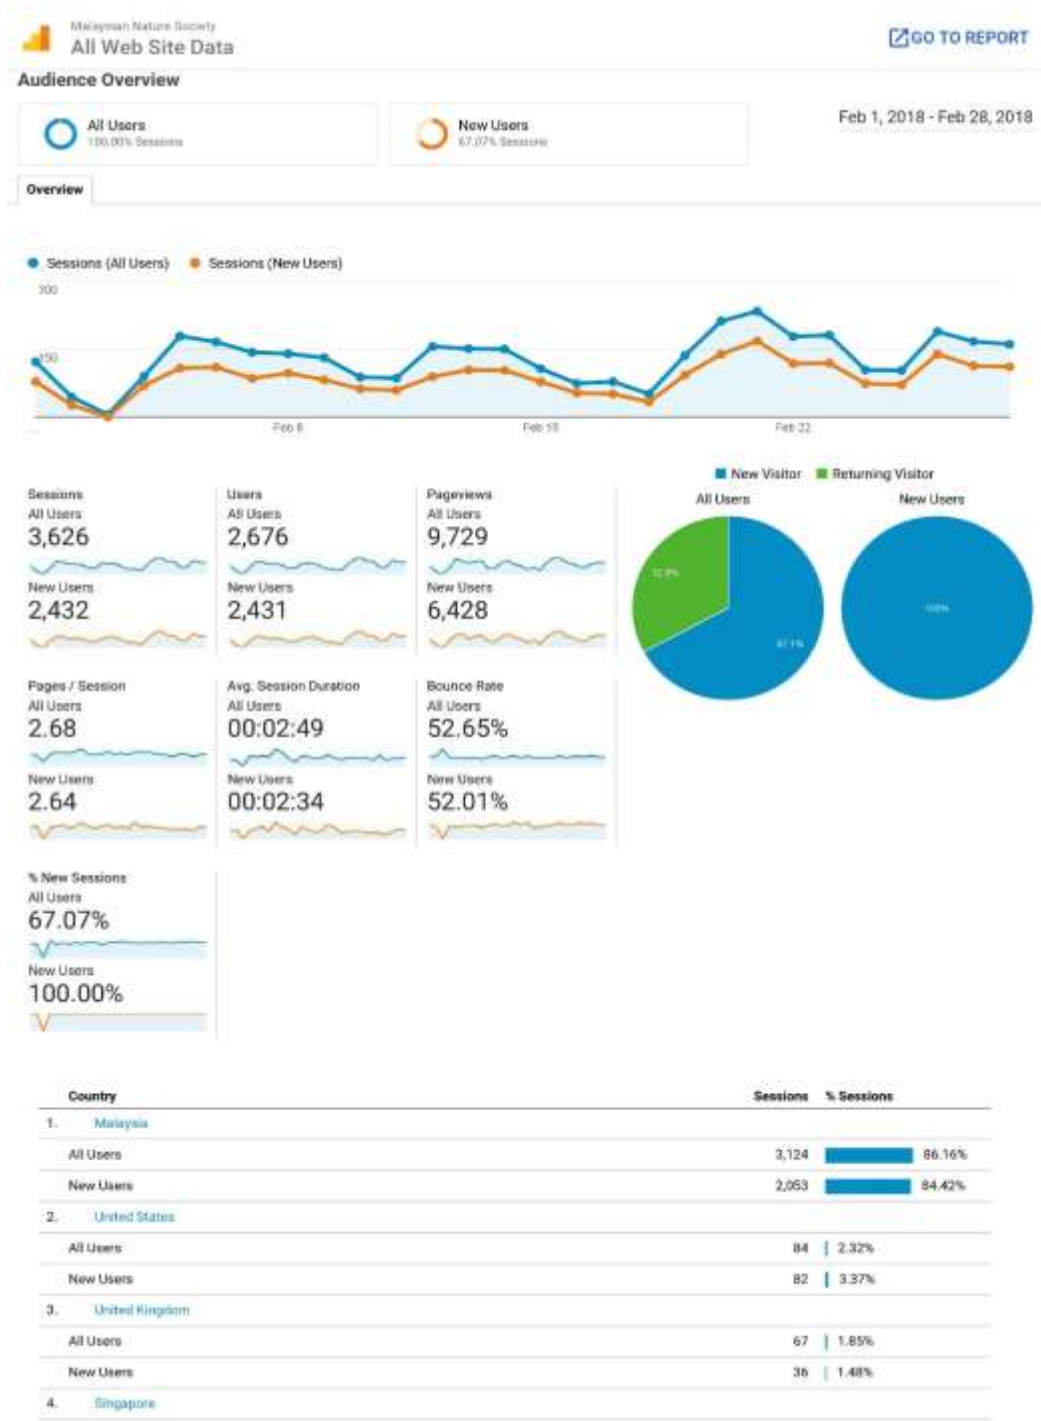 Malaysian Nature Society
All Web Site Data
GO TO REPORT
Audience Overview
All Users
100.00% Sessions
New Users
67.07% Sessions
Feb 1, 2018 - Feb 28, 2018
Overview
Sessions (All Users) Sessions (New Users)
300
150
...
Feb 8
Feb 15
Feb 22
New Visitor Returning Visitor
All Users
New Users
32.9%
67.1%
100%
Sessions
All Users
3,626
New Users
2,432
Users
All Users
2,676
New Users
2,431
Pageviews
All Users
9,729
New Users
6,428
Pages / Session
All Users
2.68
New Users
2.64
Avg. Session Duration
All Users
00:02:49
New Users
00:02:34
Bounce Rate
All Users
52.65%
New Users
52.01%
% New Sessions
All Users
67.07%
New Users
100.00%
Country Sessions % Sessions
1. Malaysia
All Users 3,124 86.16%
New Users 2,053 84.42%
2. United States
All Users 84 2.32%
New Users 82 3.37%
3. United Kingdom
All Users 67 1.85%
New Users 36 1.48%
4. Singapore